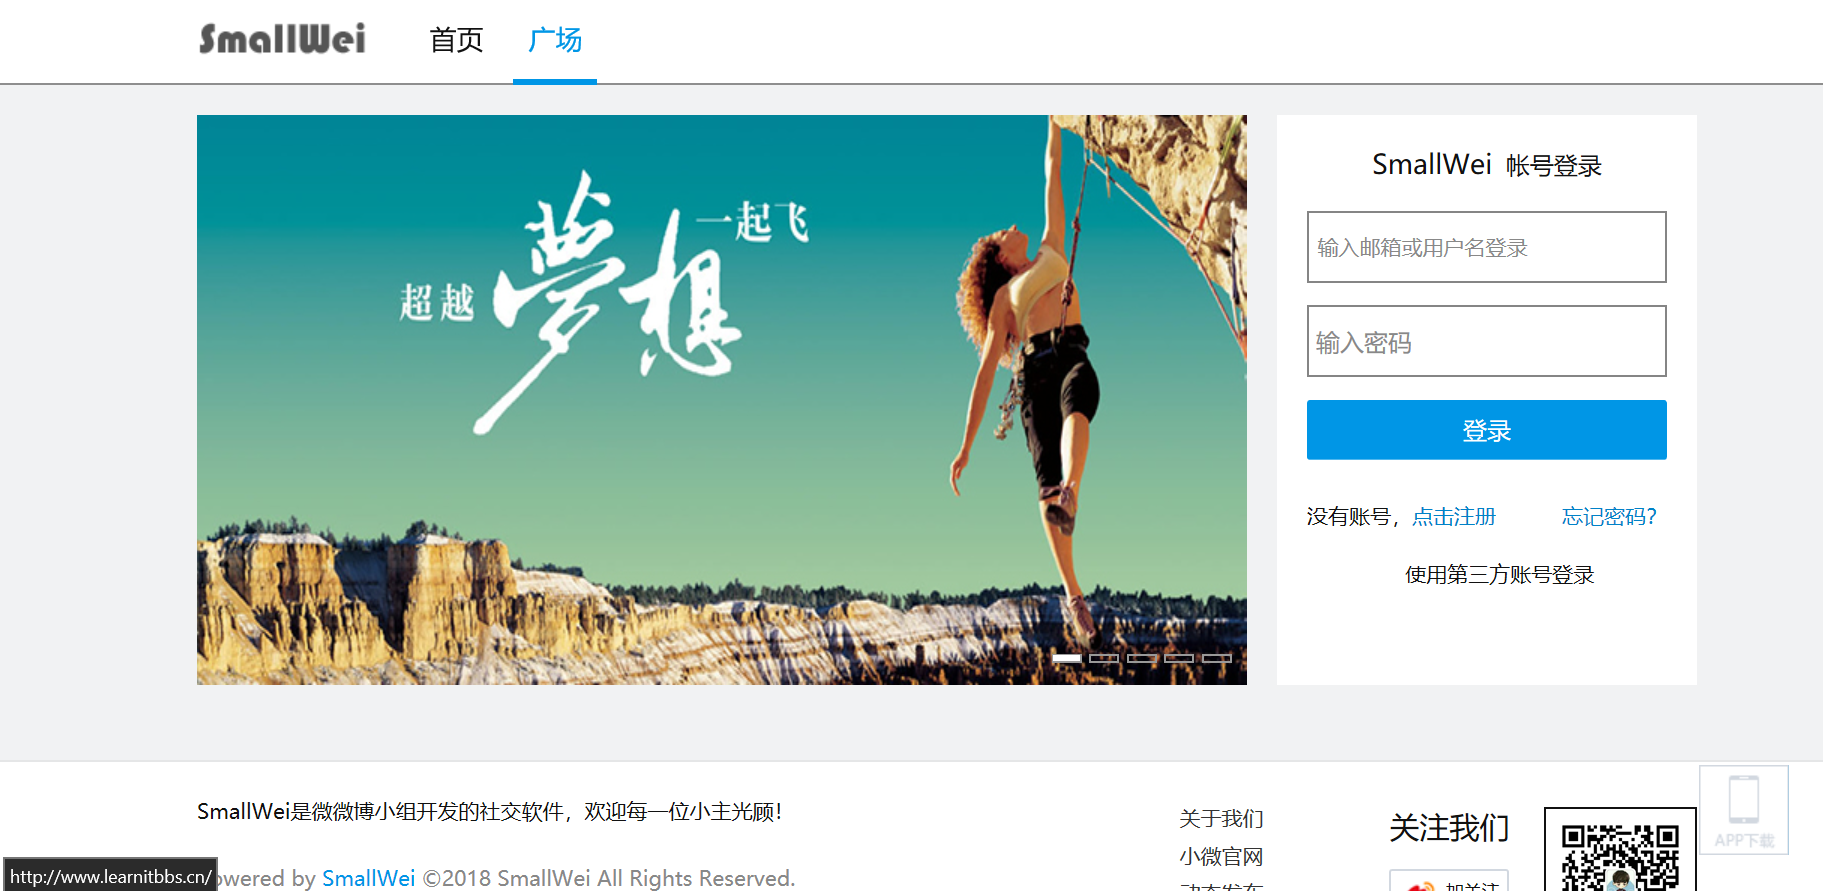 SmallWei 首页 广场
超越 夢想 一起飞
SmallWei 帐号登录
输入邮箱或用户名登录
输入密码
登录
没有账号，点击注册 忘记密码?
使用第三方账号登录
SmallWei是微微博小组开发的社交软件，欢迎每一位小主光顾！
owered by SmallWei ©2018 SmallWei All Rights Reserved.
http://www.learnitbbs.cn/
关于我们
小微官网
动态发布
关注我们
加关注
APP下载